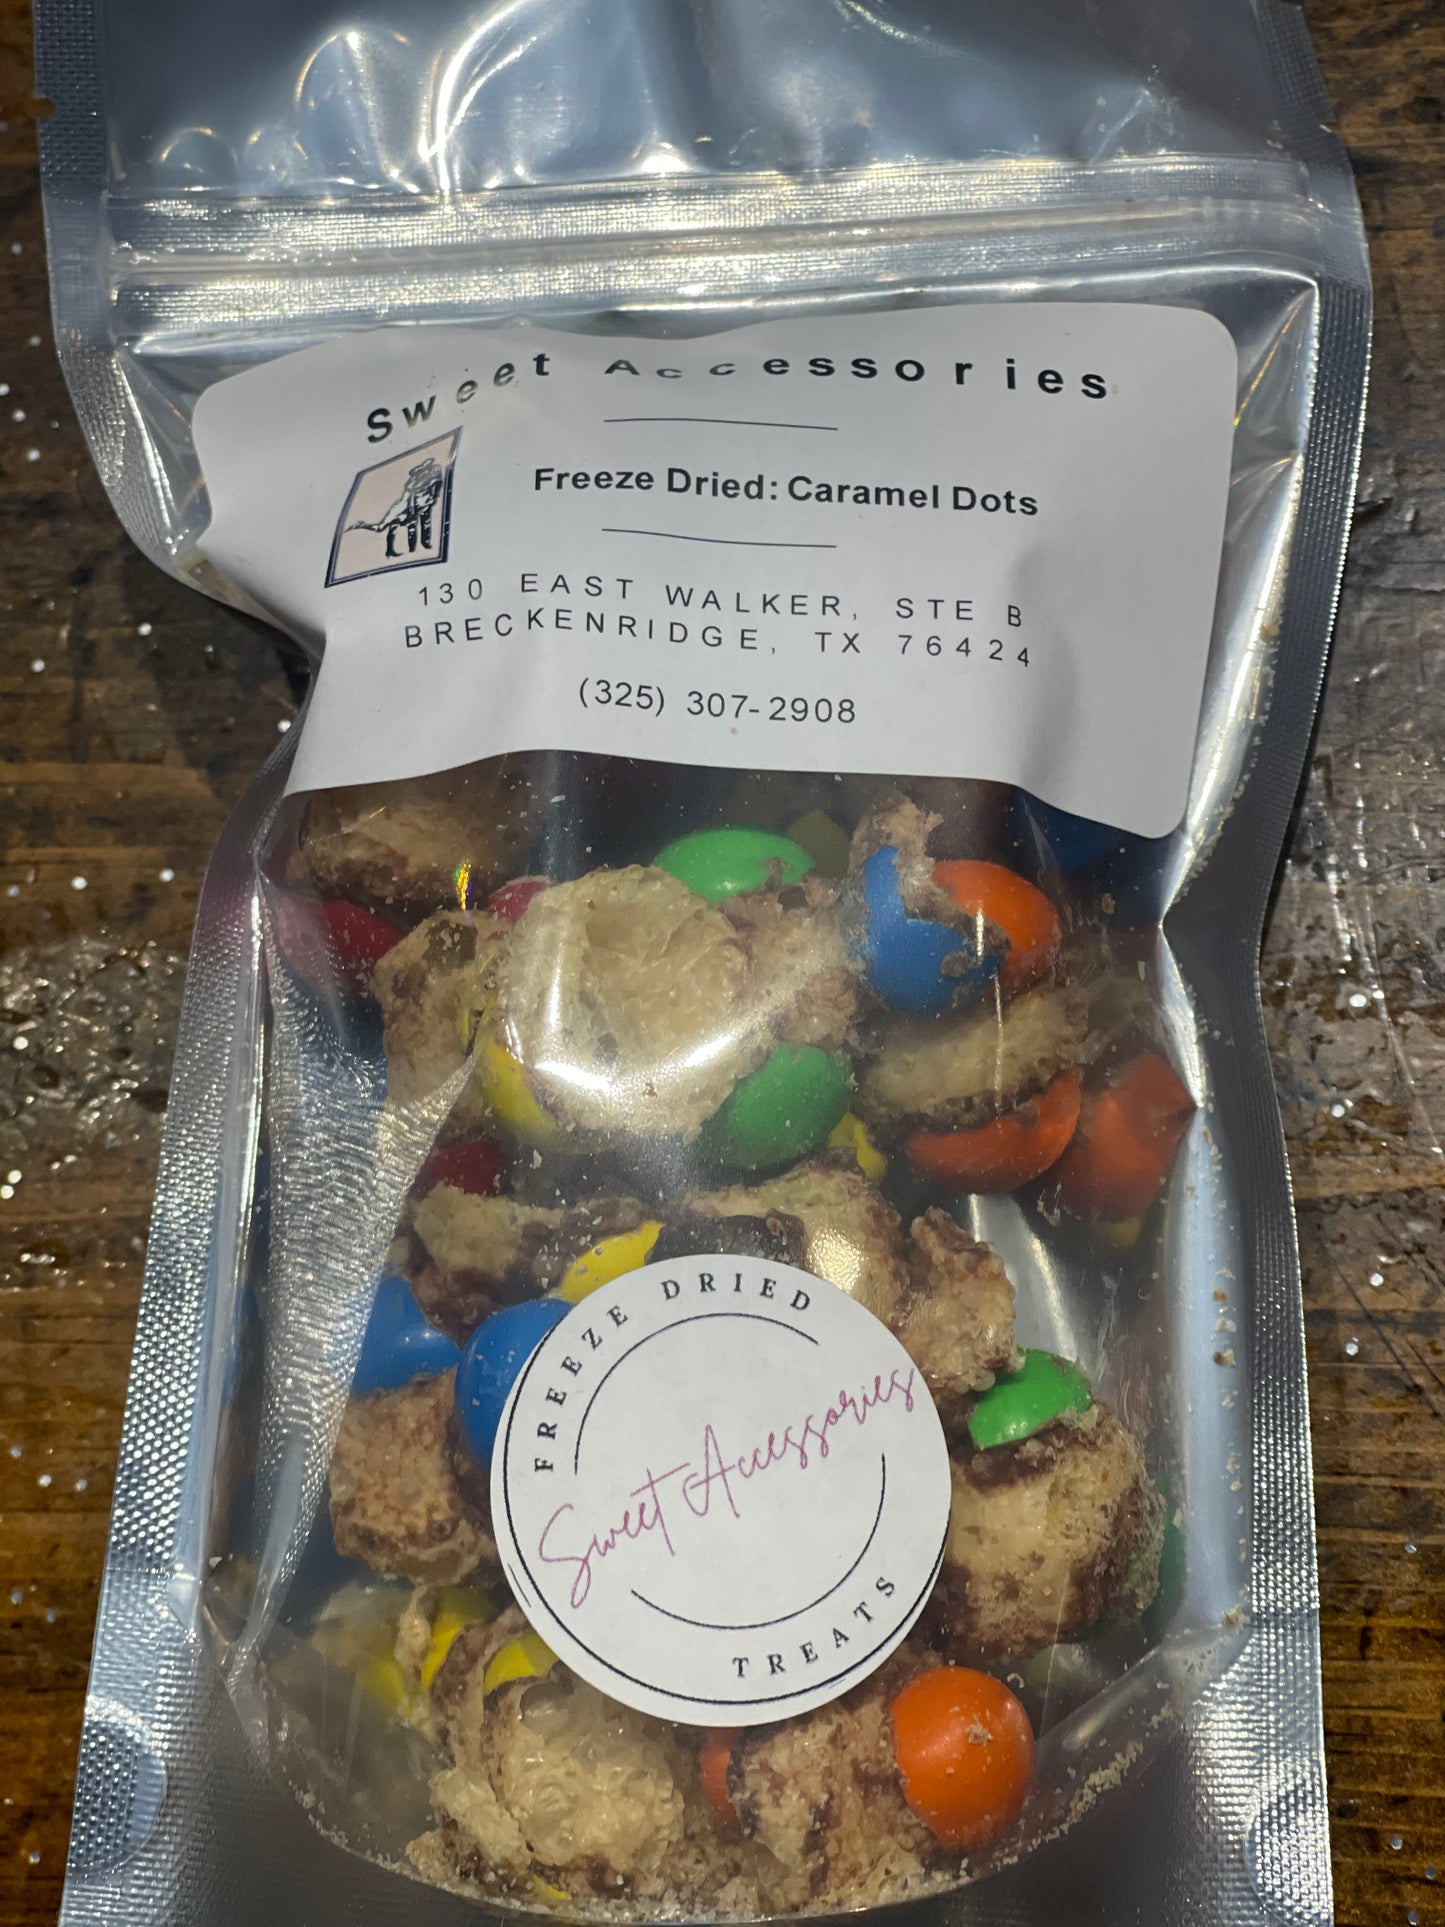 Sweet Accessories
Freeze Dried: Caramel Dots
130 EAST WALKER, STE B
BRECKENRIDGE, TX 76424
(325) 307-2908
FREEZE DRIED
Sweet Accessories
TREATS